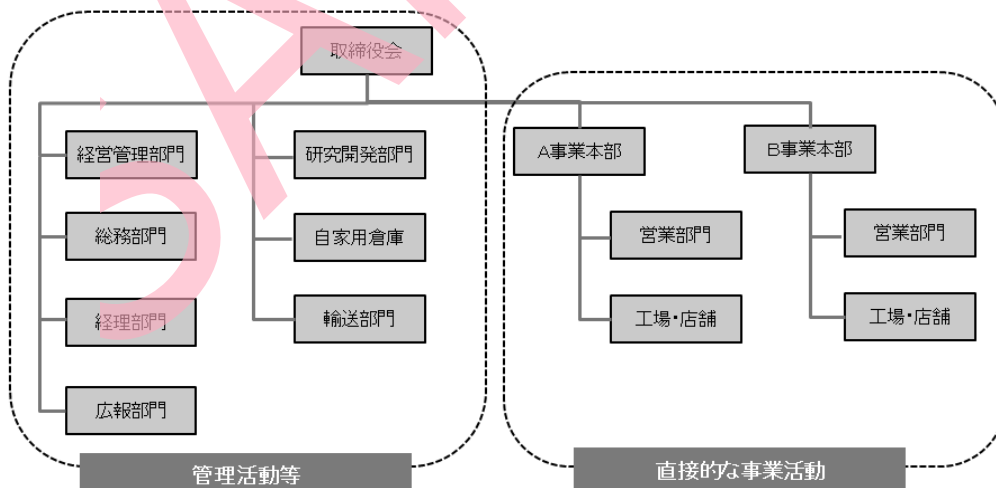 取締役会
経営管理部門
研究開発部門
総務部門
自家用倉庫
経理部門
輸送部門
広報部門
管理活動等
A事業本部
B事業本部
営業部門
営業部門
工場・店舗
工場・店舗
直接的な事業活動